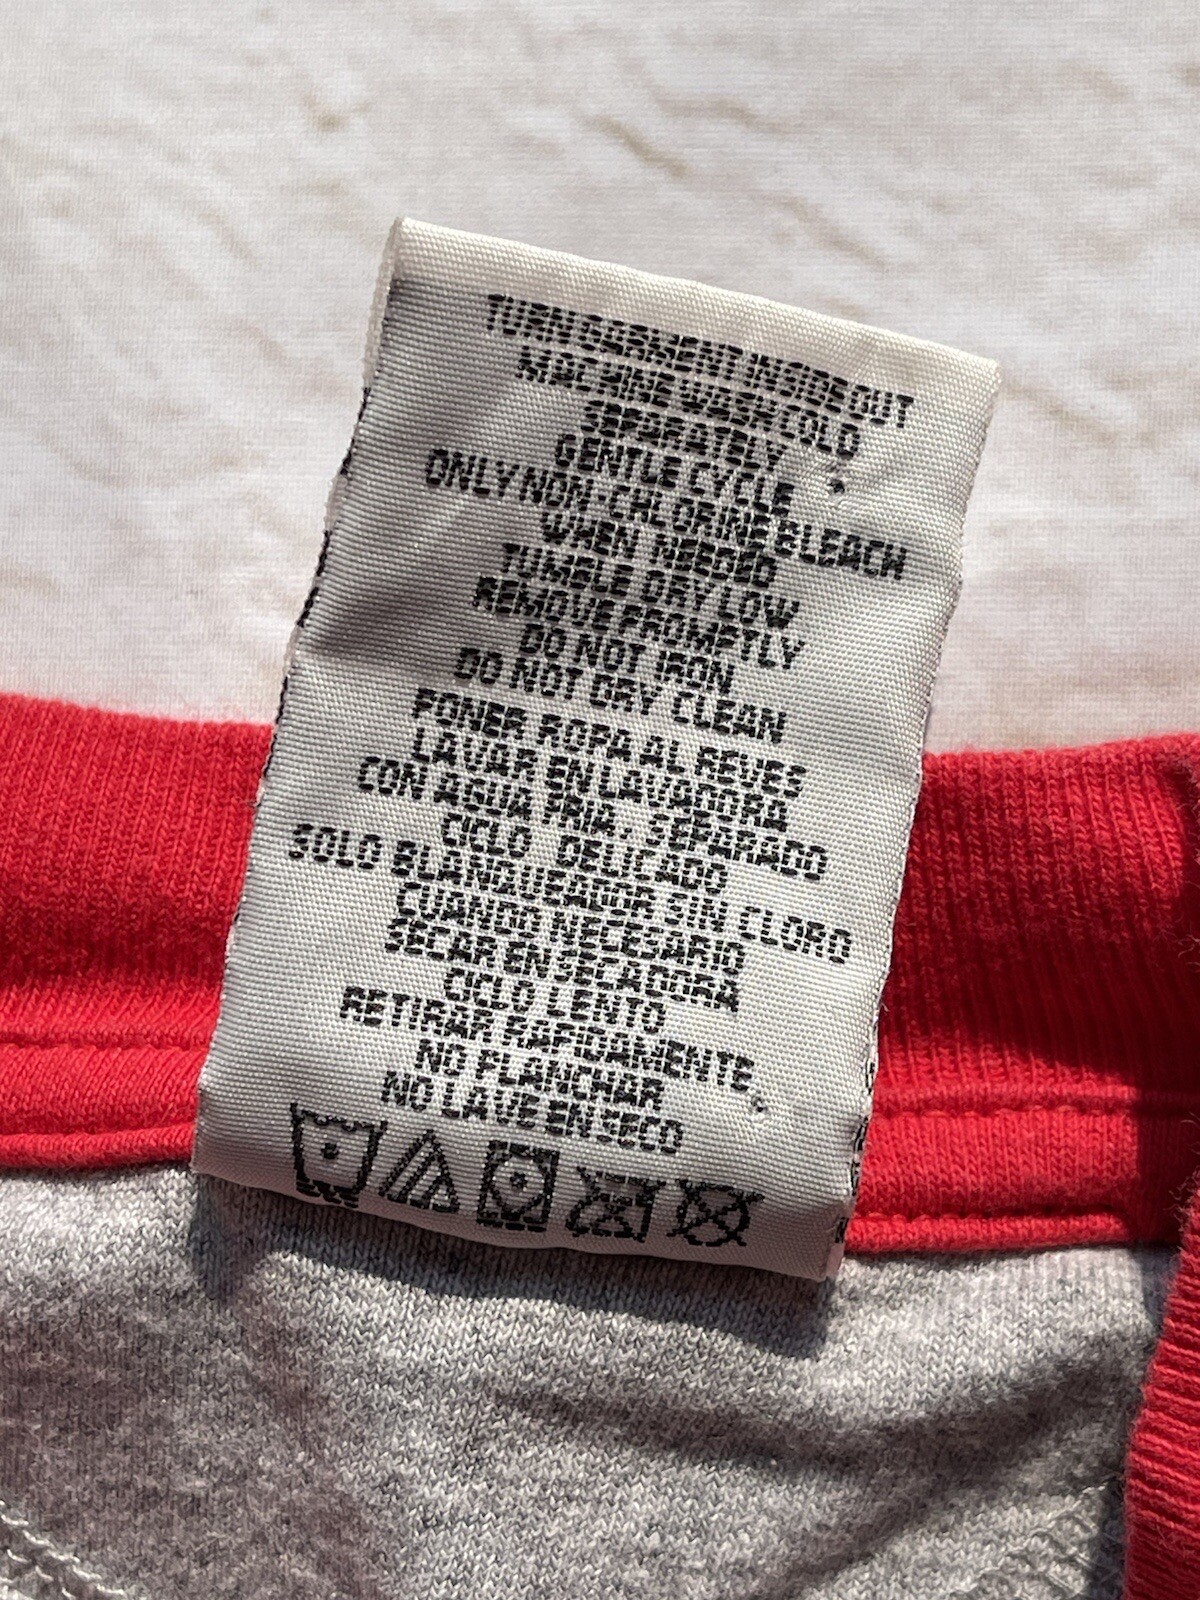 TURN GARMENT INSIDE OUT
MACHINE WASH COLD
SEPARATELY
GENTLE CYCLE
ONLY NON-CHLORINE BLEACH
WHEN NEEDED
TUMBLE DRY LOW
REMOVE PROMPTLY
DO NOT IRON
DO NOT DRY CLEAN
PONER ROPA AL REVES
LAVAR EN LAVADORA
CON AGUA FRIA, SEPARADO
CICLO DELICADO
SOLO BLANQUEADOR SIN CLORO
CUANDO NECESARIO
SECAR EN SECADORA
CICLO LENTO
RETIRAR RAPIDAMENTE
NO PLANCHAR
NO LAVE EN SECO